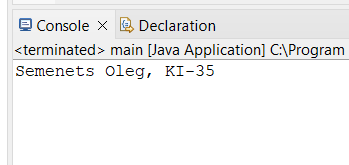 Console Declaration
<terminated> main [Java Application] C:\Program
Semenets Oleg, KI-35